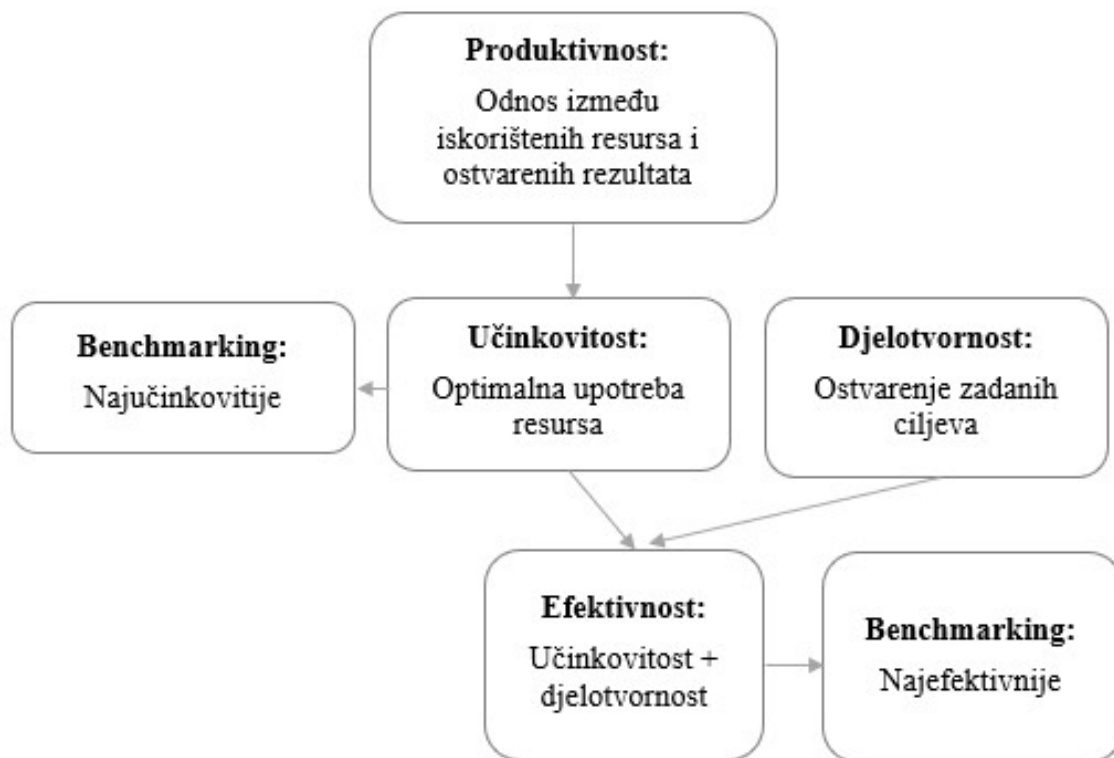 Produktivnost:
Odnos između
iskorištenih resursa i
ostvarenih rezultata
Benchmarking:
Najučinkovitije
Učinkovitost:
Optimalna upotreba
resursa
Djelotvornost:
Ostvarenje zadanih
ciljeva
Efektivnost:
Učinkovitost +
djelotvornost
Benchmarking:
Najefektivnije